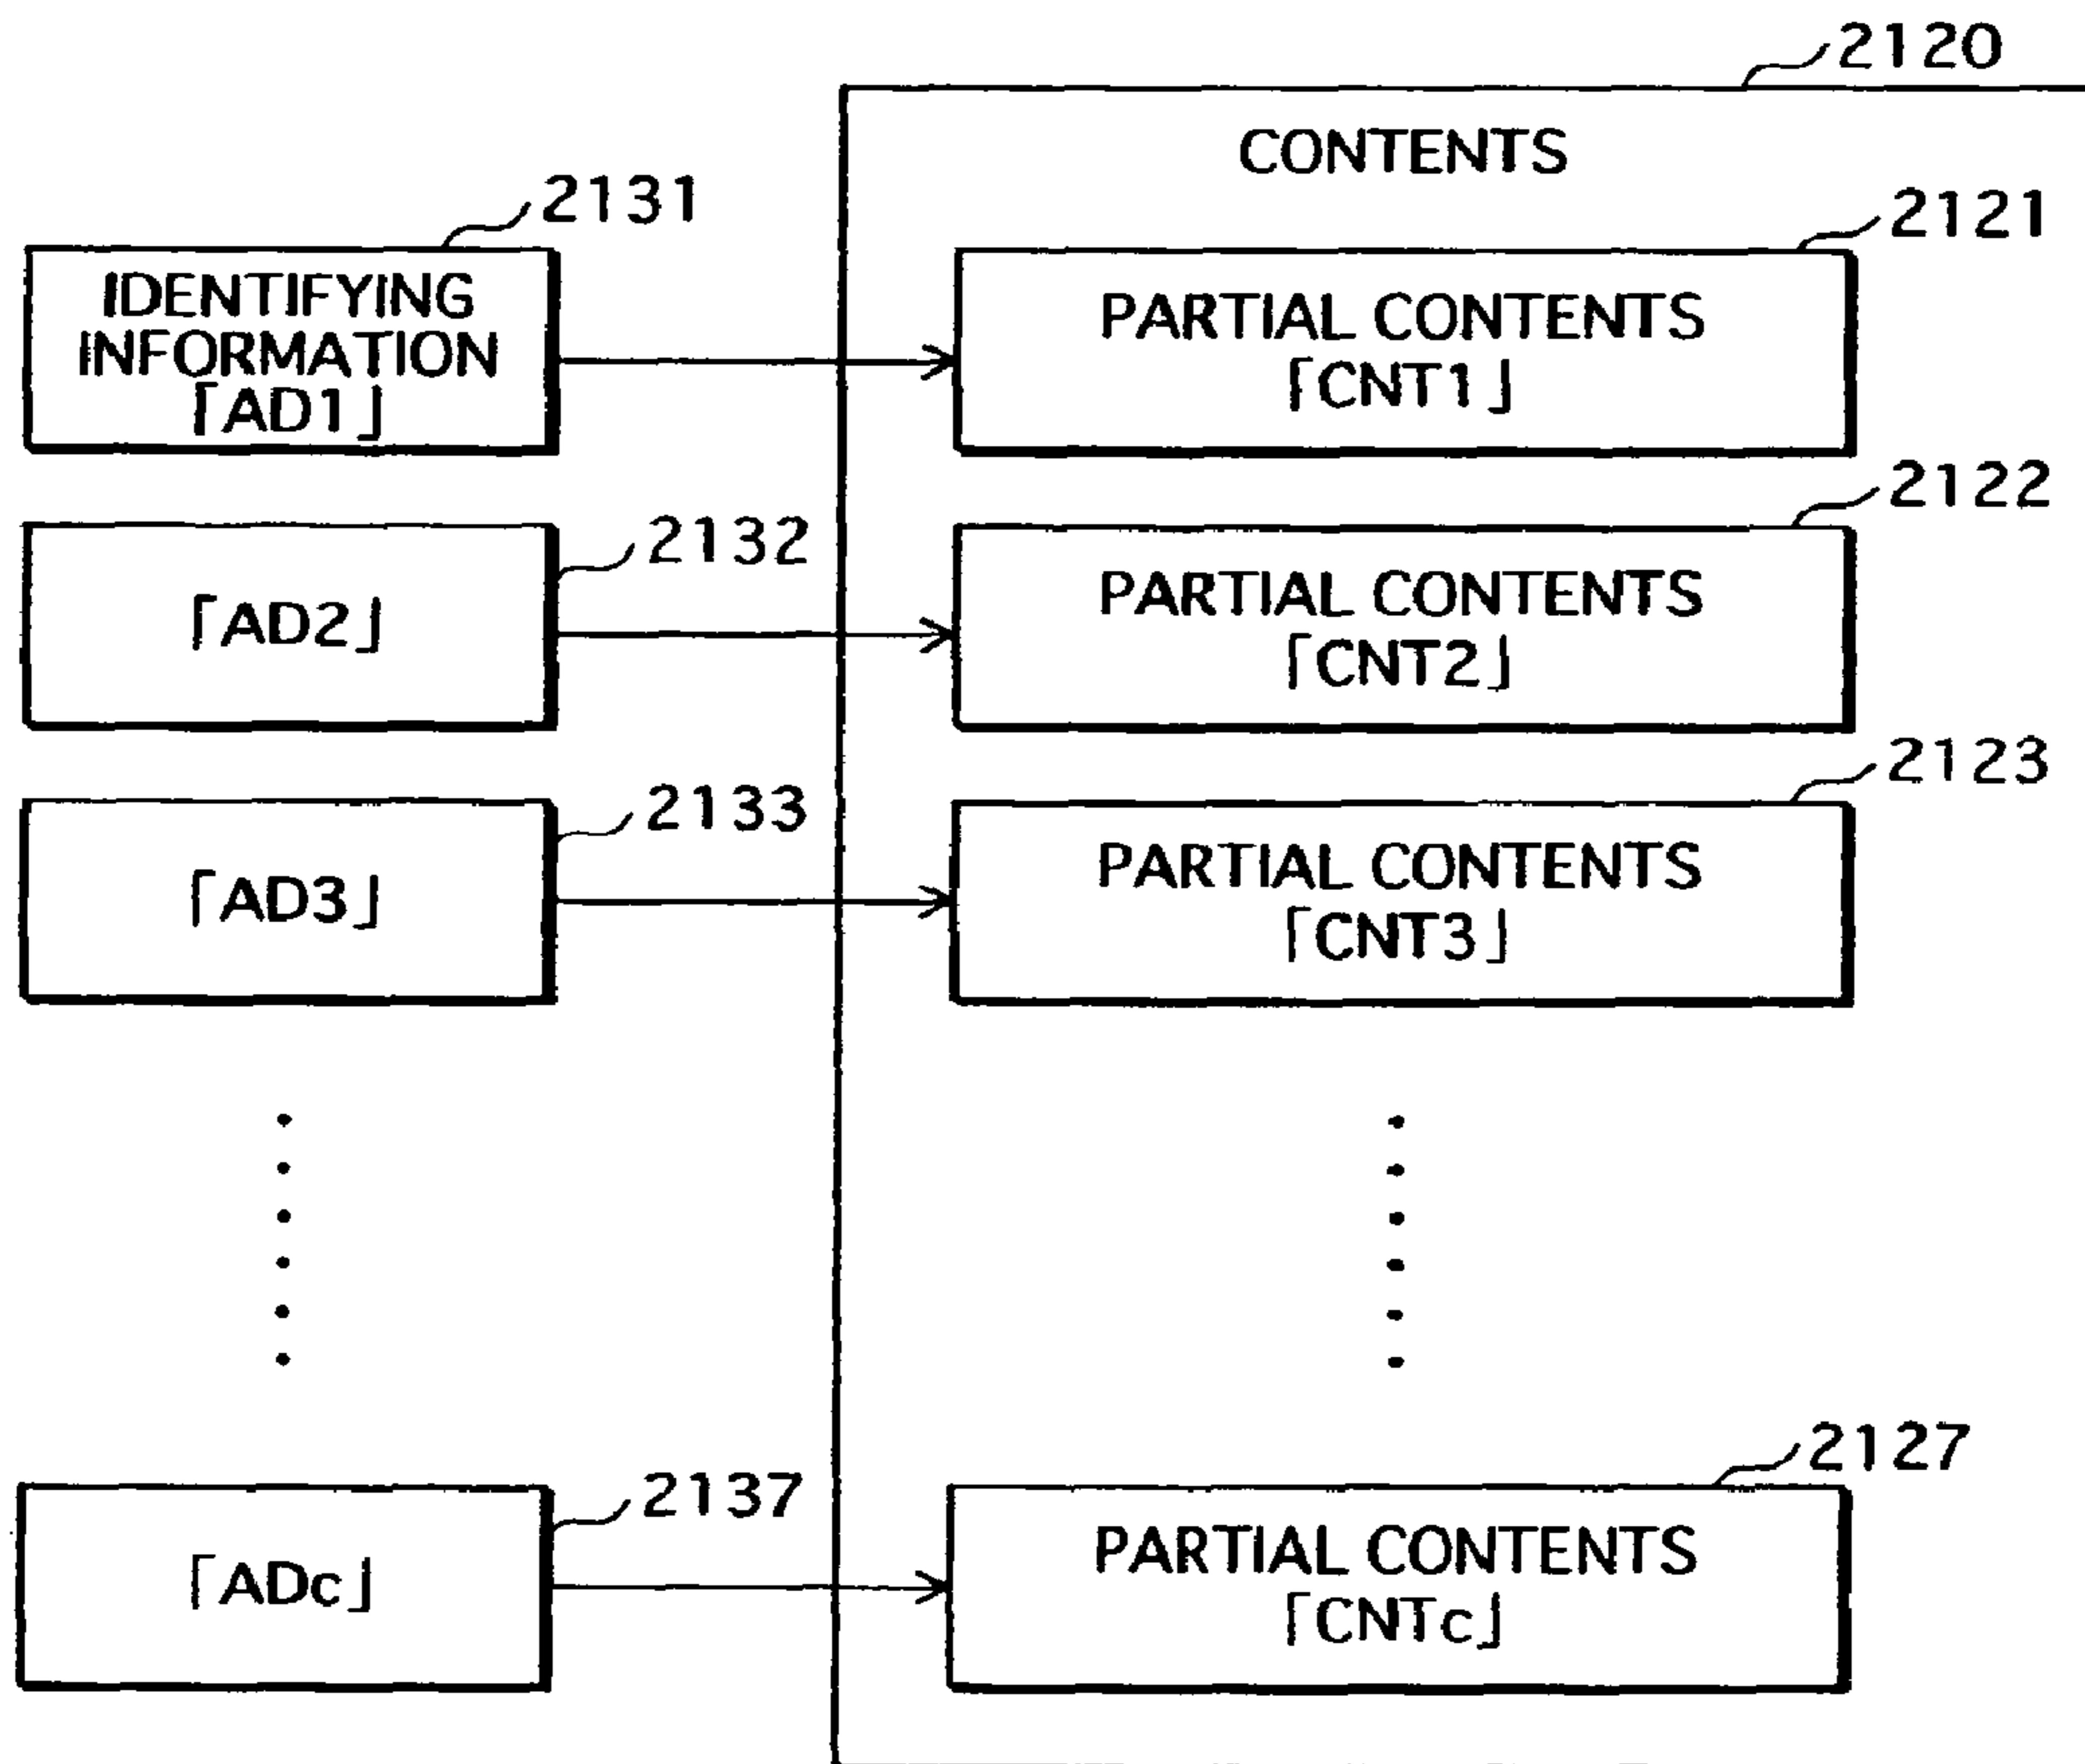 2120
CONTENTS
2131
2121
IDENTIFYING
INFORMATION
「AD1」
PARTIAL CONTENTS
「CNT1」
2132
2122
「AD2」
PARTIAL CONTENTS
「CNT2」
2133
2123
「AD3」
PARTIAL CONTENTS
「CNT3」
2137
2127
「ADc」
PARTIAL CONTENTS
「CNTc」